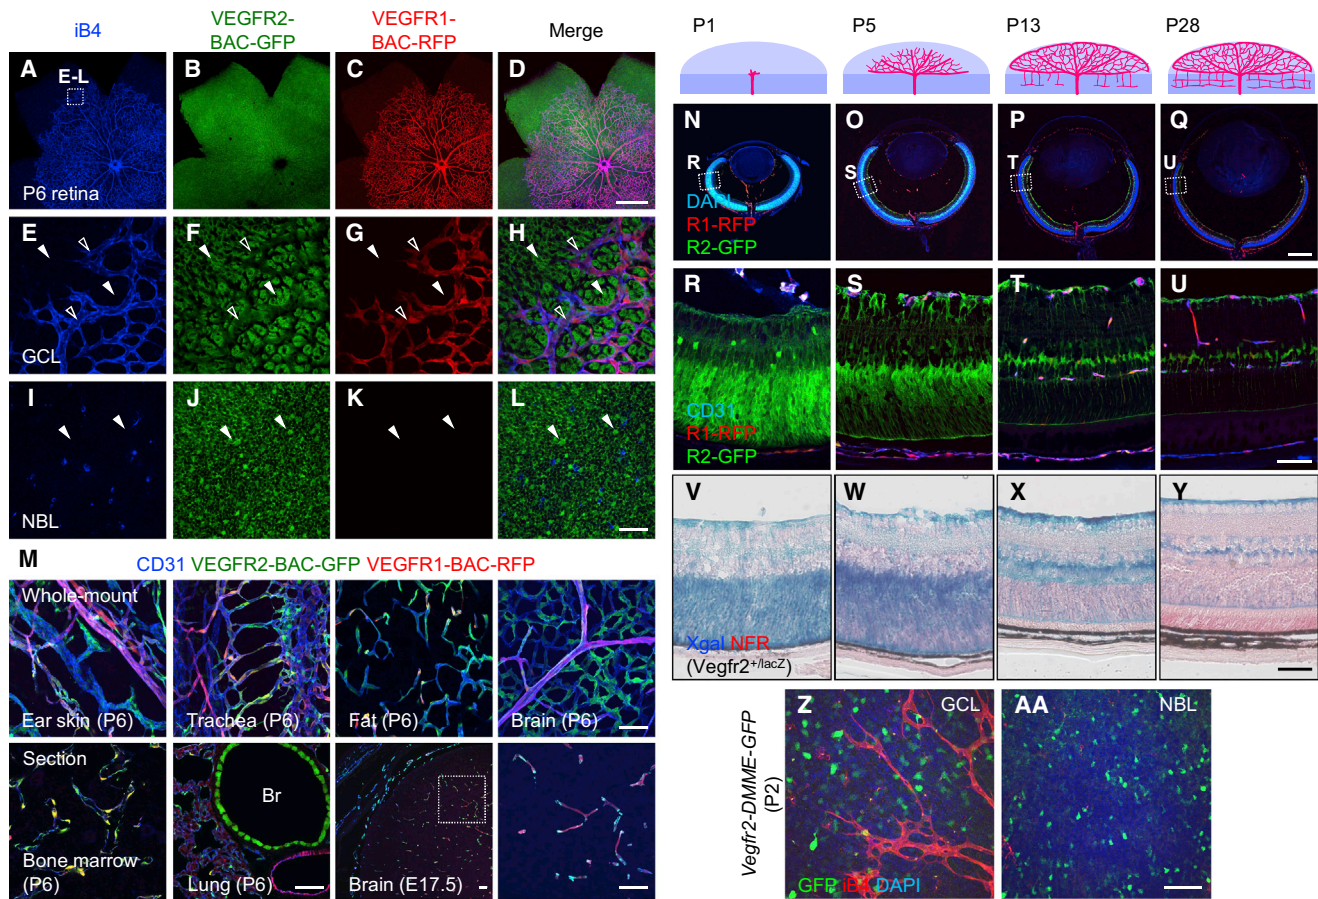 iB4
VEGFR2-
BAC-GFP
VEGFR1-
BAC-RFP
Merge
A
E-L
P6 retina
B
C
D
E
GCL
F
G
H
I
NBL
J
K
L
M
CD31 VEGFR2-BAC-GFP VEGFR1-BAC-RFP
Whole-mount
Ear skin (P6)
Trachea (P6)
Fat (P6)
Brain (P6)
Section
Bone marrow
(P6)
Br
Lung (P6)
Brain (E17.5)
P1
P5
P13
P28
N
R
DAPI
R1-RFP
R2-GFP
O
S
P
T
Q
U
R
CD31
R1-RFP
R2-GFP
S
T
U
V
Xgal NFR
(Vegfr2+/lacZ)
W
X
Y
Vegfr2-DMME-GFP
(P2)
Z
GCL
GFP iB4 DAPI
AA
NBL